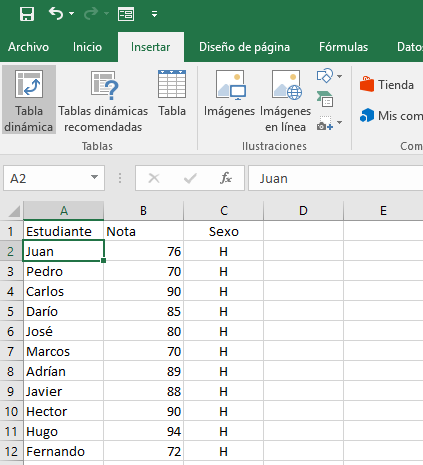 Archivo Inicio Insertar Diseño de página Fórmulas Datos
Tabla dinámica
Tablas dinámicas recomendadas
Tabla
Imágenes
Imágenes en línea
Tienda
Mis com
Tablas Ilustraciones Com
A2 fx Juan
A B C D E
1 Estudiante Nota Sexo
2 Juan 76 H
3 Pedro 70 H
4 Carlos 90 H
5 Darío 85 H
6 José 80 H
7 Marcos 70 H
8 Adrían 89 H
9 Javier 88 H
10 Hector 90 H
11 Hugo 94 H
12 Fernando 72 H